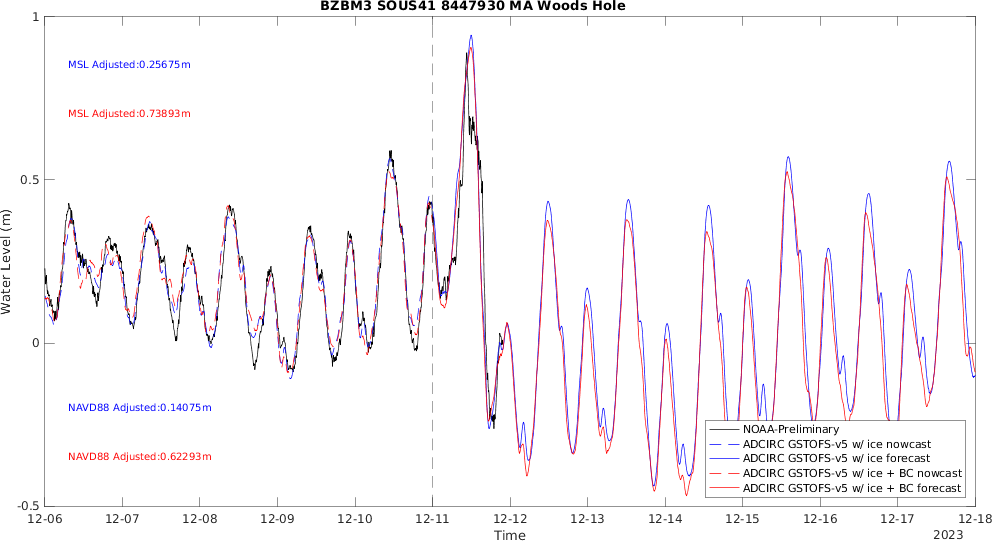 BZBM3 SOUS41 8447930 MA Woods Hole
1
0.5
0
-0.5
Water Level (m)
MSL Adjusted:0.25675m
MSL Adjusted:0.73893m
NAVD88 Adjusted:0.14075m
NAVD88 Adjusted:0.62293m
NOAA-Preliminary
ADCIRC GSTOFS-v5 w/ ice nowcast
ADCIRC GSTOFS-v5 w/ ice forecast
ADCIRC GSTOFS-v5 w/ ice + BC nowcast
ADCIRC GSTOFS-v5 w/ ice + BC forecast
12-06 12-07 12-08 12-09 12-10 12-11 12-12 12-13 12-14 12-15 12-16 12-17 12-18
Time
2023